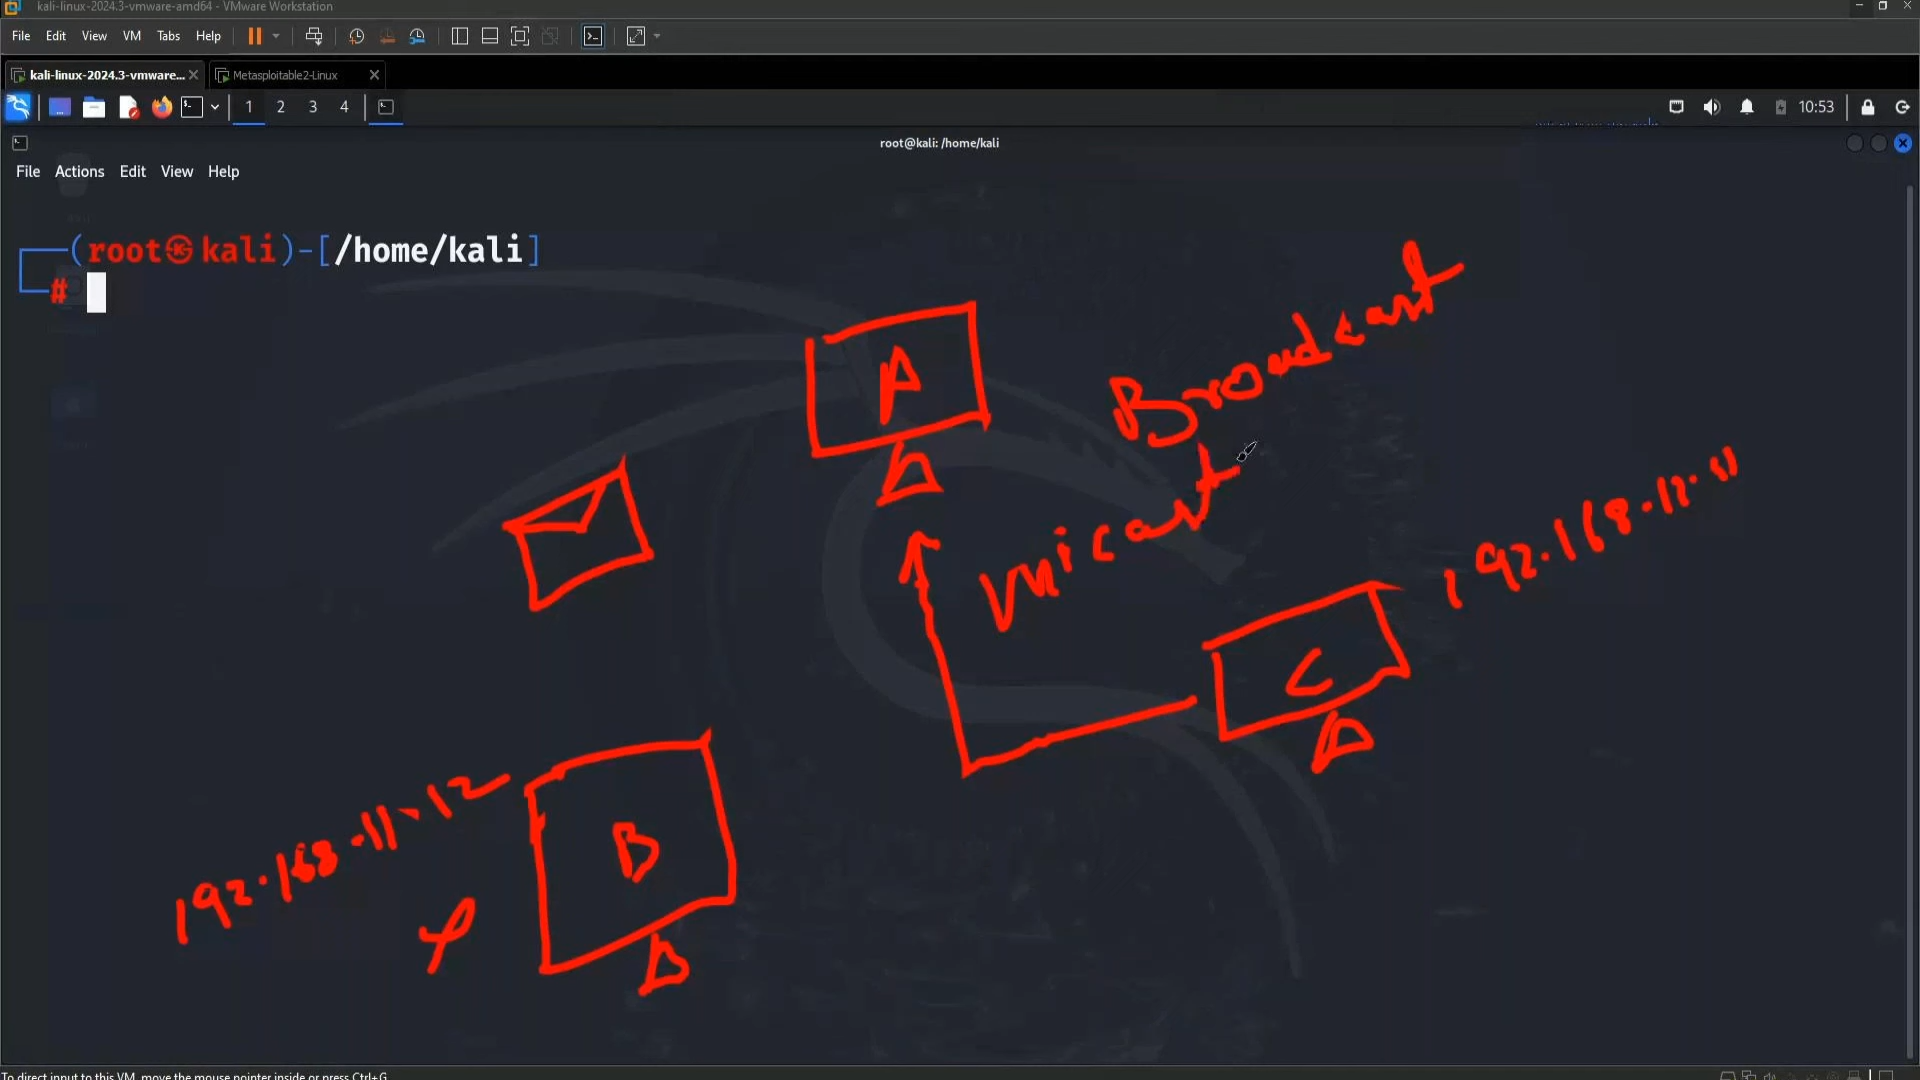 kali-linux-2024.3-vmware-amd64 - VMware Workstation
File Edit View VM Tabs Help
kali-linux-2024.3-vmware... Metasploitable2-Linux
1 2 3 4 10:53
root@kali: /home/kali
File Actions Edit View Help
(root㉿kali)-[/home/kali]
#
Broadcast
A
Unicast
192.168.11.11
C
192.168.11.12
B
To direct input to this VM, move the mouse pointer inside or press Ctrl+G.